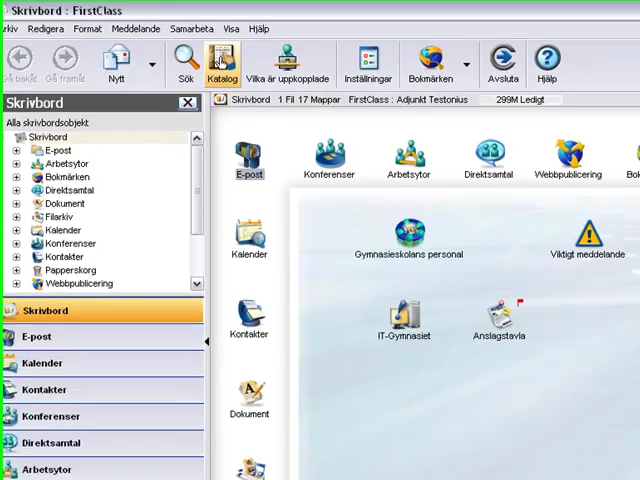 Skrivbord : FirstClass
rkiv Redigera Format Meddelande Samarbeta Visa Hjälp
Gå bakåt Gå framåt Nytt Sök Katalog Vilka är uppkopplade Inställningar Bokmärken Avsluta Hjälp
Skrivbord
Skrivbord 1 Fil 17 Mappar FirstClass : Adjunkt Testonius 299M Ledigt
Alla skrivbordsobjekt
Skrivbord
E-post
Arbetsytor
Bokmärken
Direktsamtal
Dokument
Filarkiv
Kalender
Konferenser
Kontakter
Papperskorg
Webbpublicering
Skrivbord
E-post
Kalender
Kontakter
Konferenser
Direktsamtal
Arbetsytor
E-post Konferenser Arbetsytor Direktsamtal Webbpublicering Bok
Kalender Gymnasieskolans personal Viktigt meddelande
Kontakter IT-Gymnasiet Anslagstavla
Dokument